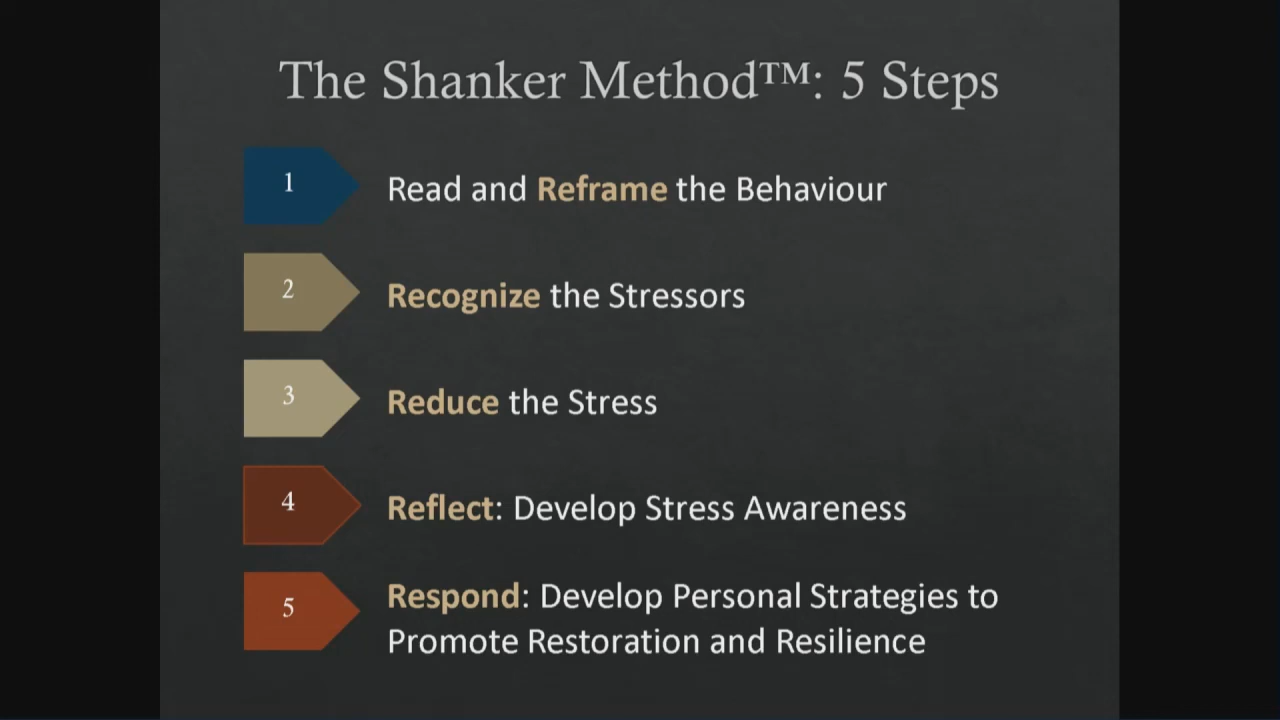 The Shanker Method™: 5 Steps
1
Read and Reframe the Behaviour
2
Recognize the Stressors
3
Reduce the Stress
4
Reflect: Develop Stress Awareness
5
Respond: Develop Personal Strategies to
Promote Restoration and Resilience